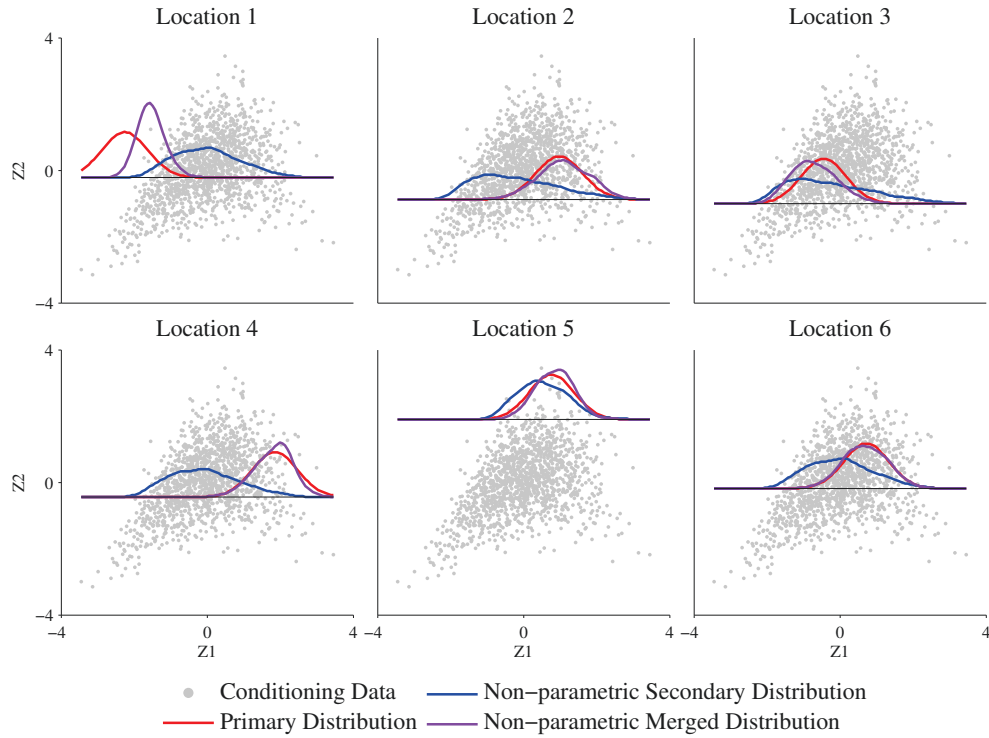 Location 1
Location 2
Location 3
4
Z2
0
−4
Location 4
Location 5
Location 6
4
Z2
0
−4
−4 0 4 −4 0 4 −4 0 4
Z1 Z1 Z1
Conditioning Data
Non−parametric Secondary Distribution
Primary Distribution
Non−parametric Merged Distribution